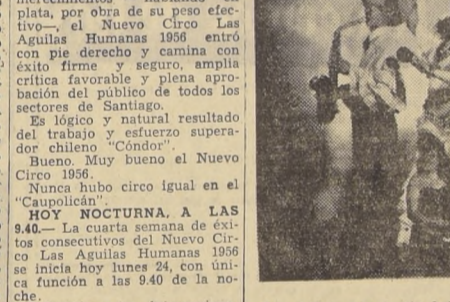 plata, por obra de su peso efec-
tivo—, el Nuevo Circo Las
Aguilas Humanas 1956 entró
con pie derecho y camina con
éxito firme y seguro, amplia
crítica favorable y plena apro-
bación del público de todos los
sectores de Santiago.
Es lógico y natural resultado
del trabajo y esfuerzo supera-
dor chileno "Cóndor".
Bueno. Muy bueno el Nuevo
Circo 1956.
Nunca hubo circo igual en el
"Caupolicán".
HOY NOCTURNA, A LAS
9.40.— La cuarta semana de éxi-
tos consecutivos del Nuevo Cir-
co Las Aguilas Humanas 1956
se inicia hoy lunes 24, con úni-
ca función a las 9.40 de la no-
che.